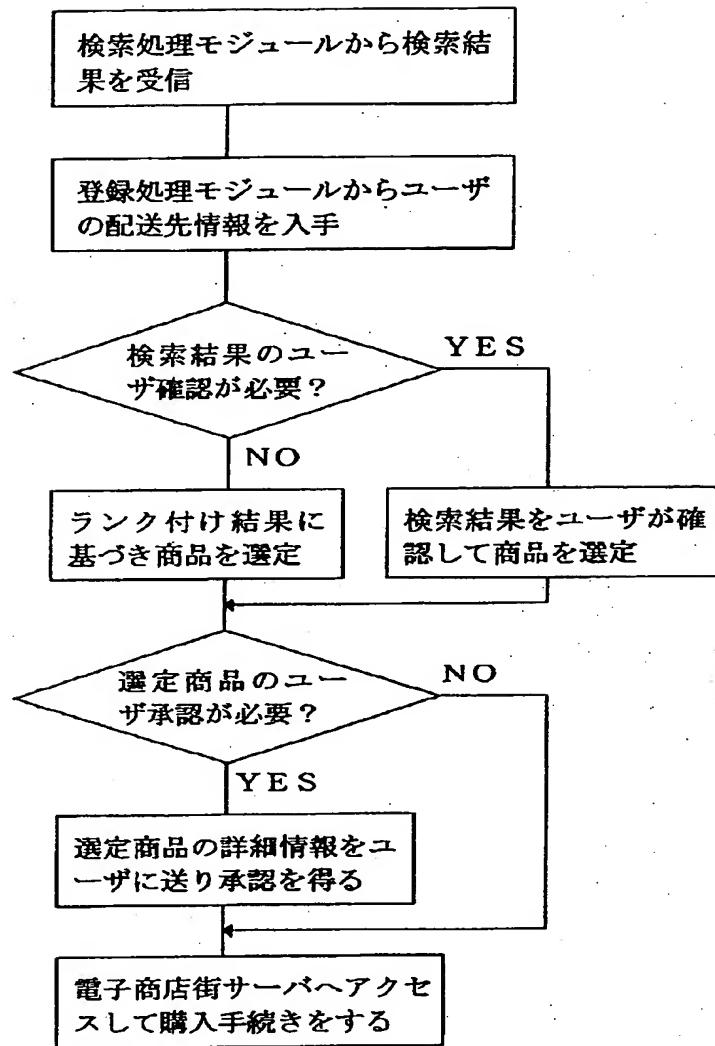 検索処理モジュールから検索結
果を受信
登録処理モジュールからユーザ
の配送先情報を入手
検索結果のユー
ザ確認が必要？
YES
NO
ランク付け結果に
基づき商品を選定
検索結果をユーザが確
認して商品を選定
選定商品のユー
ザ承認が必要？
NO
YES
選定商品の詳細情報をユ
ーザに送り承認を得る
電子商店街サーバへアクセ
スして購入手続きをする